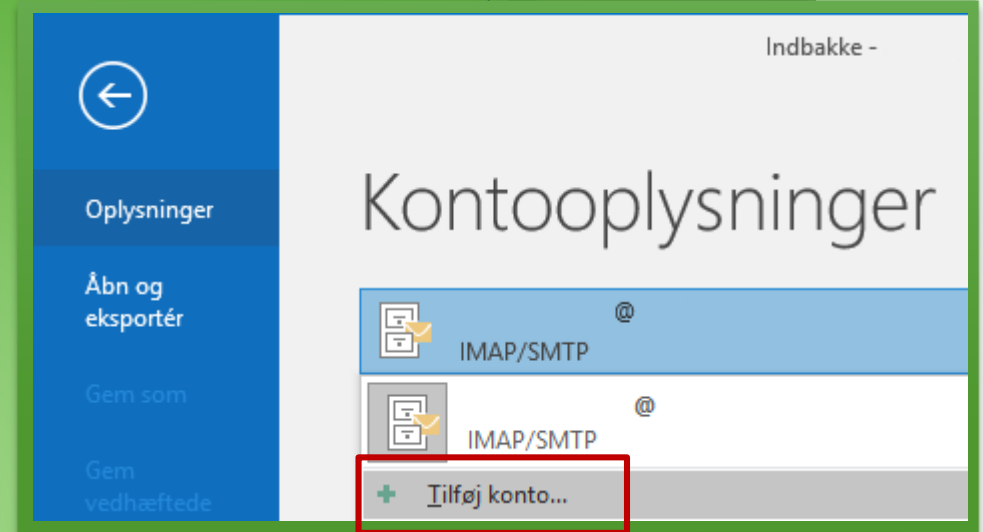 Indbakke -
Kontooplysninger
Oplysninger
Åbn og
eksportér
Gem som
Gem
vedhæftede
@
IMAP/SMTP
@
IMAP/SMTP
Tilføj konto...